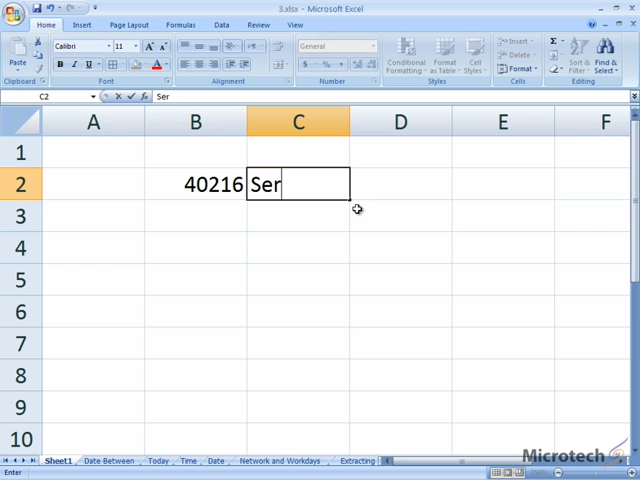 3.xlsx - Microsoft Excel
Home Insert Page Layout Formulas Data Review View
Paste
Calibri 11 General
B I U A $ % ,
Conditional Formatting Format as Table Cell Styles
Insert Delete Format
Sort & Filter Find & Select
Clipboard Font Alignment Number Styles Cells Editing
C2 Ser
A B C D E F
1
2 40216 Ser
3
4
5
6
7
8
9
10
Sheet1 Date Between Today Time Date Network and Workdays Extracting
Microtech
Enter